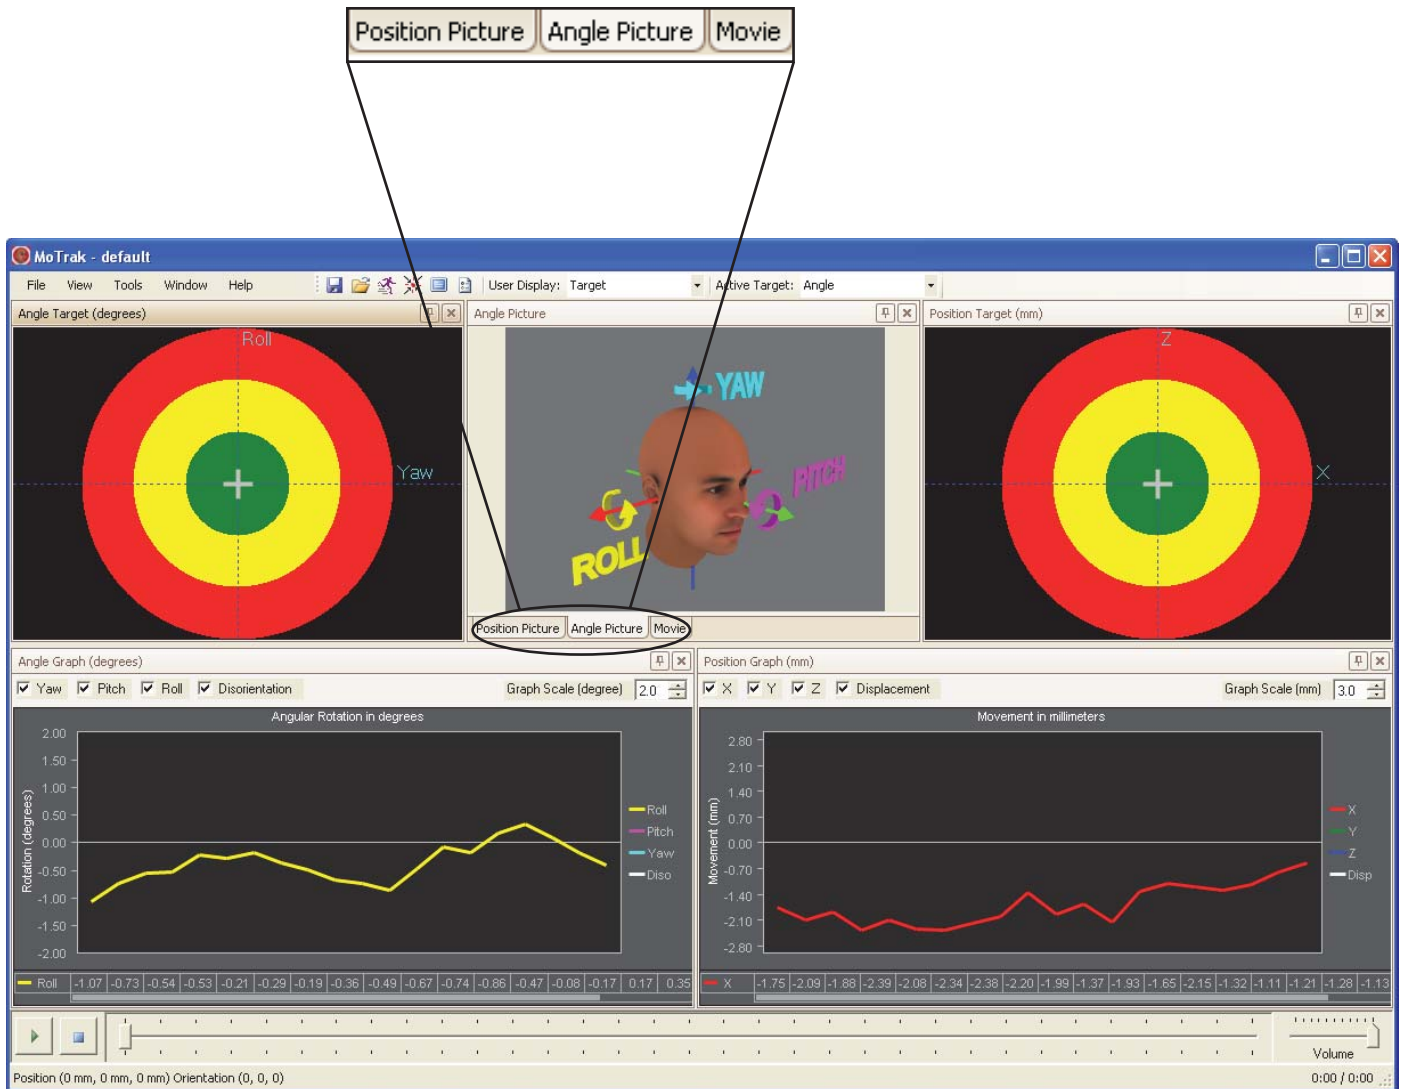 Position Picture Angle Picture Movie
MoTrak - default
File View Tools Window Help User Display: Target Active Target: Angle
Angle Target (degrees)
Roll
Yaw
Angle Picture
YAW
PITCH
ROLL
Position Picture Angle Picture Movie
Position Target (mm)
Z
X
Angle Graph (degrees)
Yaw Pitch Roll Disorientation Graph Scale (degree) 2.0
Angular Rotation in degrees
Rotation (degrees)
2.00
1.50
1.00
0.50
0.00
-0.50
-1.00
-1.50
-2.00
Roll
Pitch
Yaw
Diso
Roll -1.07 -0.73 -0.54 -0.53 -0.21 -0.29 -0.19 -0.36 -0.49 -0.67 -0.74 -0.86 -0.47 -0.08 -0.17 0.17 0.35
Position Graph (mm)
X Y Z Displacement Graph Scale (mm) 3.0
Movement in millimeters
Movement (mm)
2.80
2.10
1.40
0.70
0.00
-0.70
-1.40
-2.10
-2.80
X
Y
Z
Disp
X -1.75 -2.09 -1.88 -2.39 -2.08 -2.34 -2.38 -2.20 -1.99 -1.37 -1.93 -1.65 -2.15 -1.32 -1.11 -1.21 -1.28 -1.13
Volume
Position (0 mm, 0 mm, 0 mm) Orientation (0, 0, 0)
0:00 / 0:00